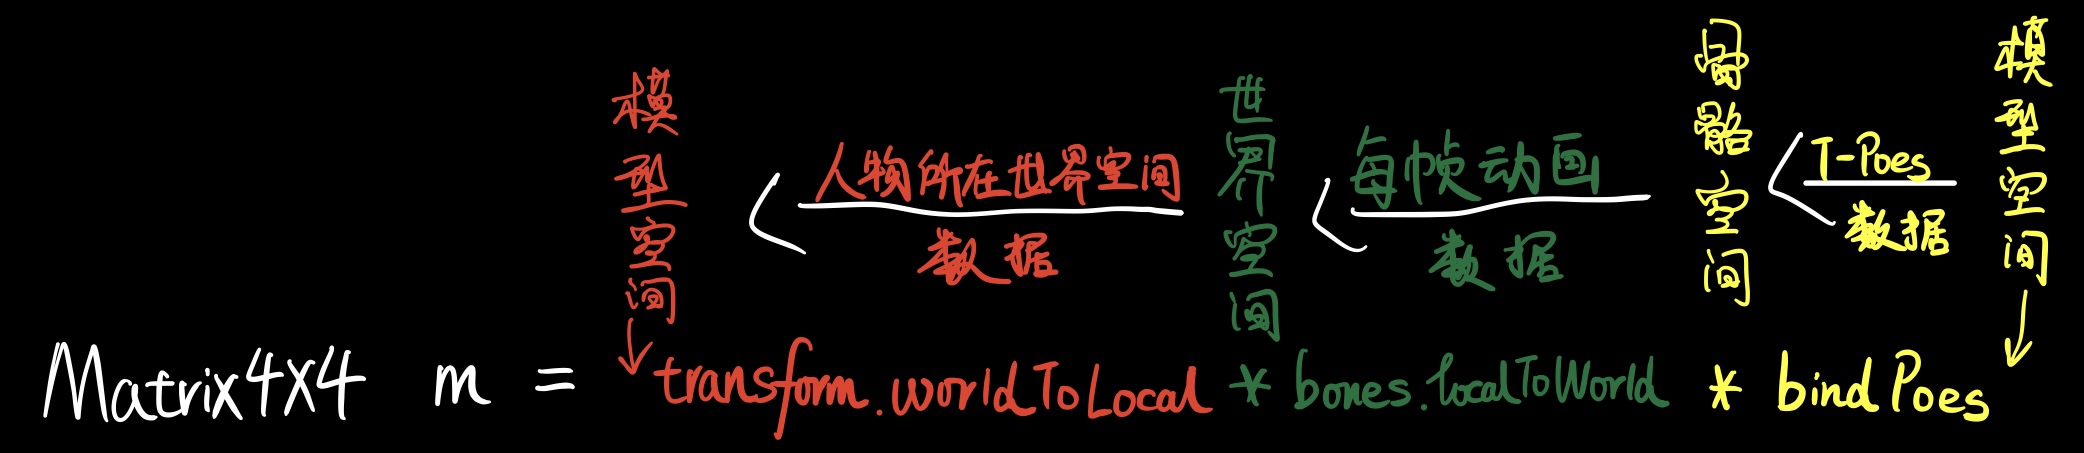 模型空间
人物所在世界空间
数据
世界空间
每帧动画
数据
骨骼空间
T-Poes
数据
模型空间
Matrix4X4 m = transform.worldToLocal * bones.localToWorld * bindPoes